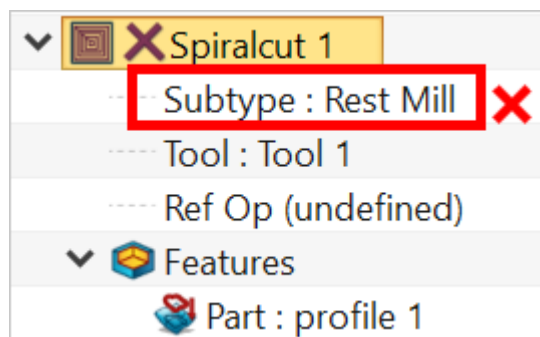 Spiralcut 1
Subtype : Rest Mill
Tool : Tool 1
Ref Op (undefined)
Features
Part : profile 1